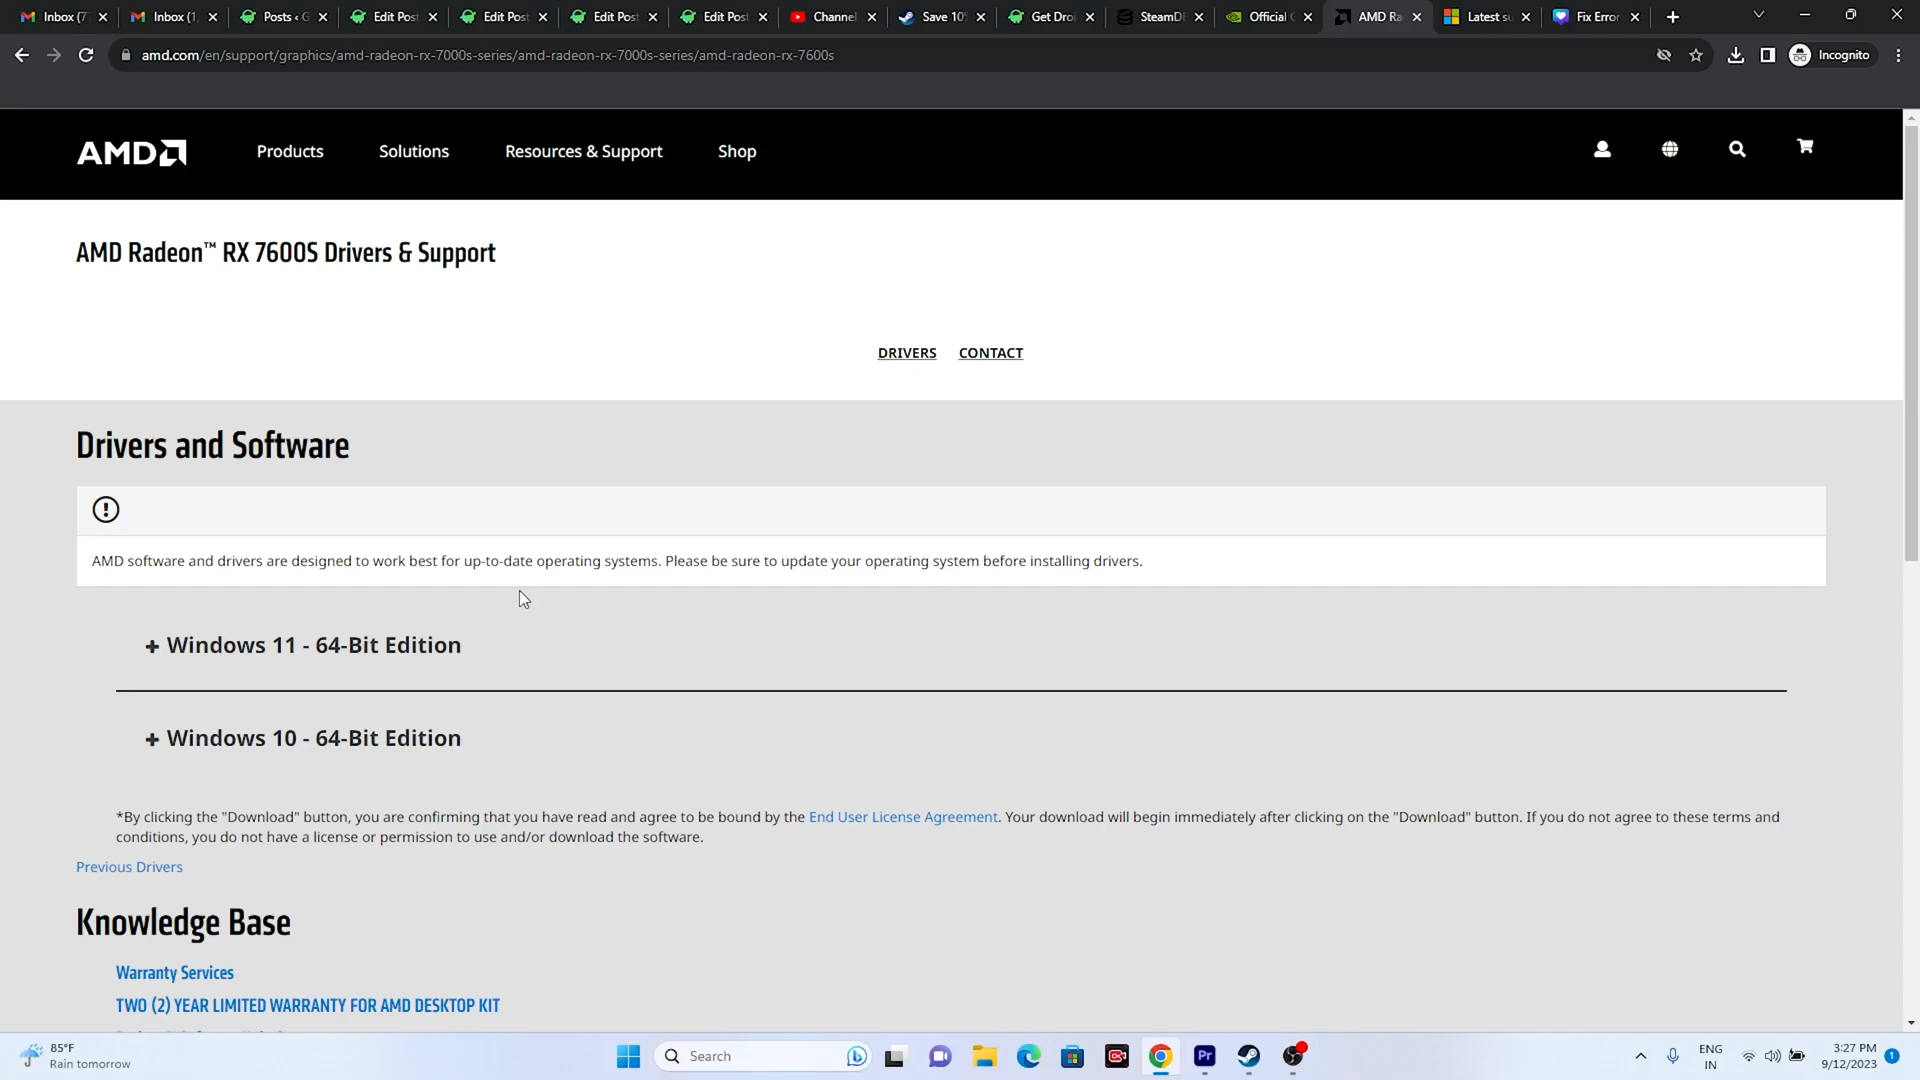 Inbox (7
Inbox (1,
Posts ‹ G
Edit Post
Edit Post
Edit Post
Edit Post
Channel
Save 10%
Get Droi
SteamDB
Official
AMD Ra
Latest su
Fix Error
amd.com/en/support/graphics/amd-radeon-rx-7000s-series/amd-radeon-rx-7000s-series/amd-radeon-rx-7600s
Incognito
AMD
Products
Solutions
Resources & Support
Shop
AMD Radeon™ RX 7600S Drivers & Support
DRIVERS
CONTACT
Drivers and Software
AMD software and drivers are designed to work best for up-to-date operating systems. Please be sure to update your operating system before installing drivers.
+ Windows 11 - 64-Bit Edition
+ Windows 10 - 64-Bit Edition
*By clicking the "Download" button, you are confirming that you have read and agree to be bound by the End User License Agreement. Your download will begin immediately after clicking on the "Download" button. If you do not agree to these terms and
conditions, you do not have a license or permission to use and/or download the software.
Previous Drivers
Knowledge Base
Warranty Services
TWO (2) YEAR LIMITED WARRANTY FOR AMD DESKTOP KIT
85°F
Rain tomorrow
Search
Pr
ENG
IN
3:27 PM
9/12/2023
1